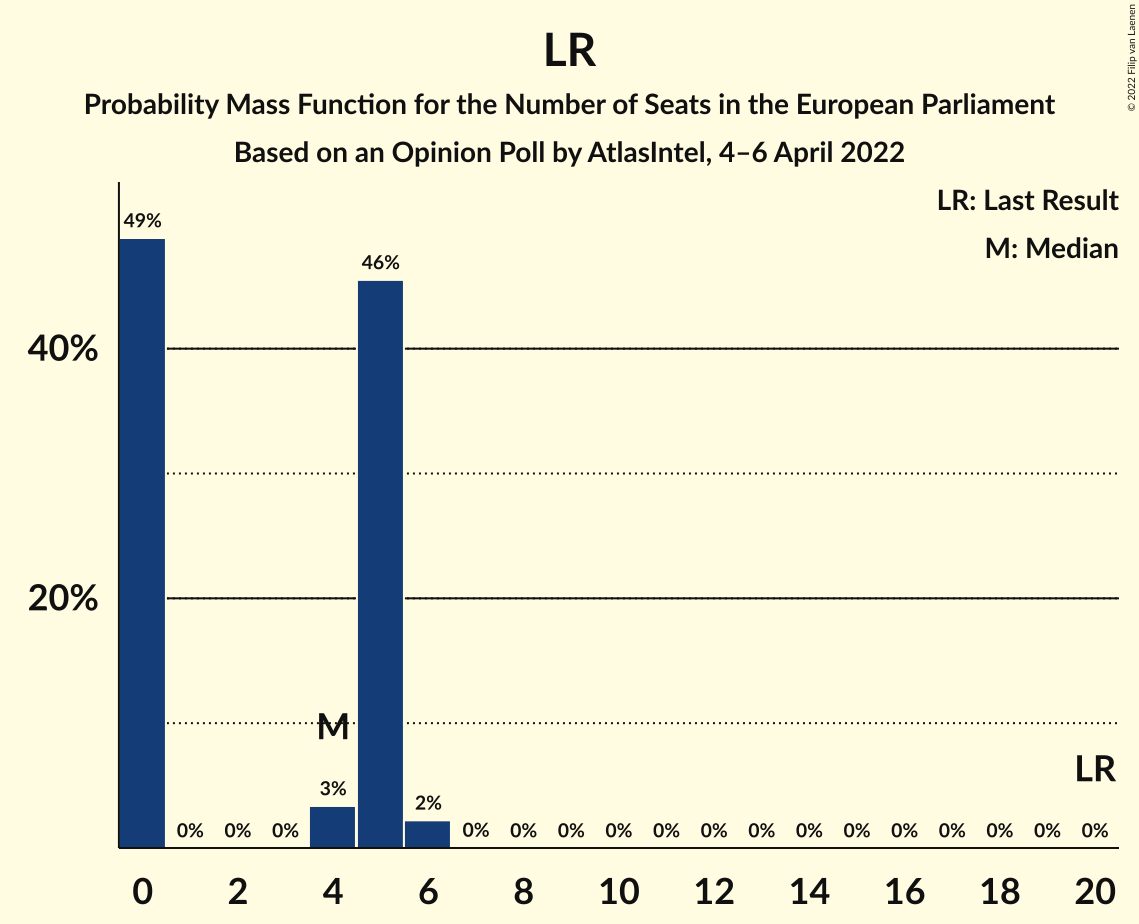 LR
Probability Mass Function for the Number of Seats in the European Parliament
Based on an Opinion Poll by AtlasIntel, 4–6 April 2022
© 2022 Filip van Laenen
LR: Last Result
M: Median
49%
46%
40%
20%
M
LR
3%
2%
0% 0% 0% 0% 0% 0% 0% 0% 0% 0% 0% 0% 0% 0% 0% 0% 0%
0 2 4 6 8 10 12 14 16 18 20